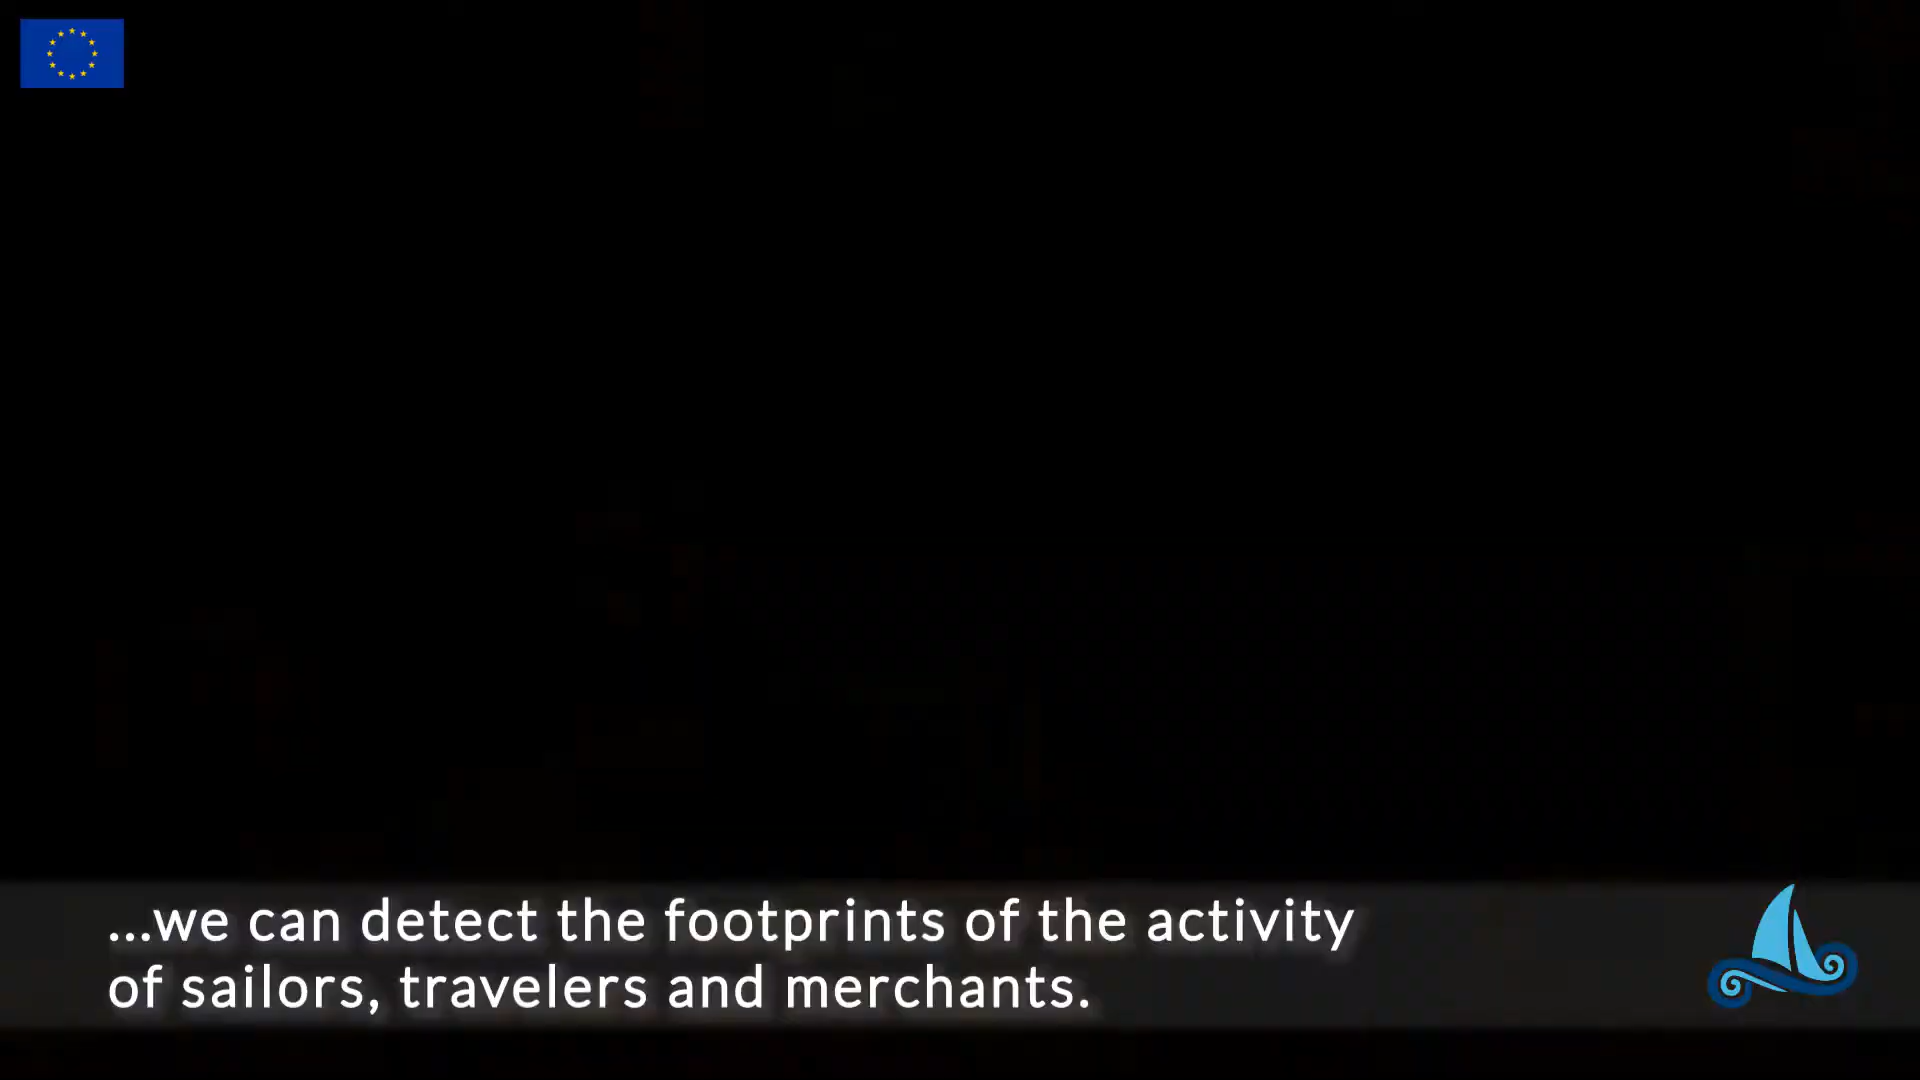 ...we can detect the footprints of the activity
of sailors, travelers and merchants.